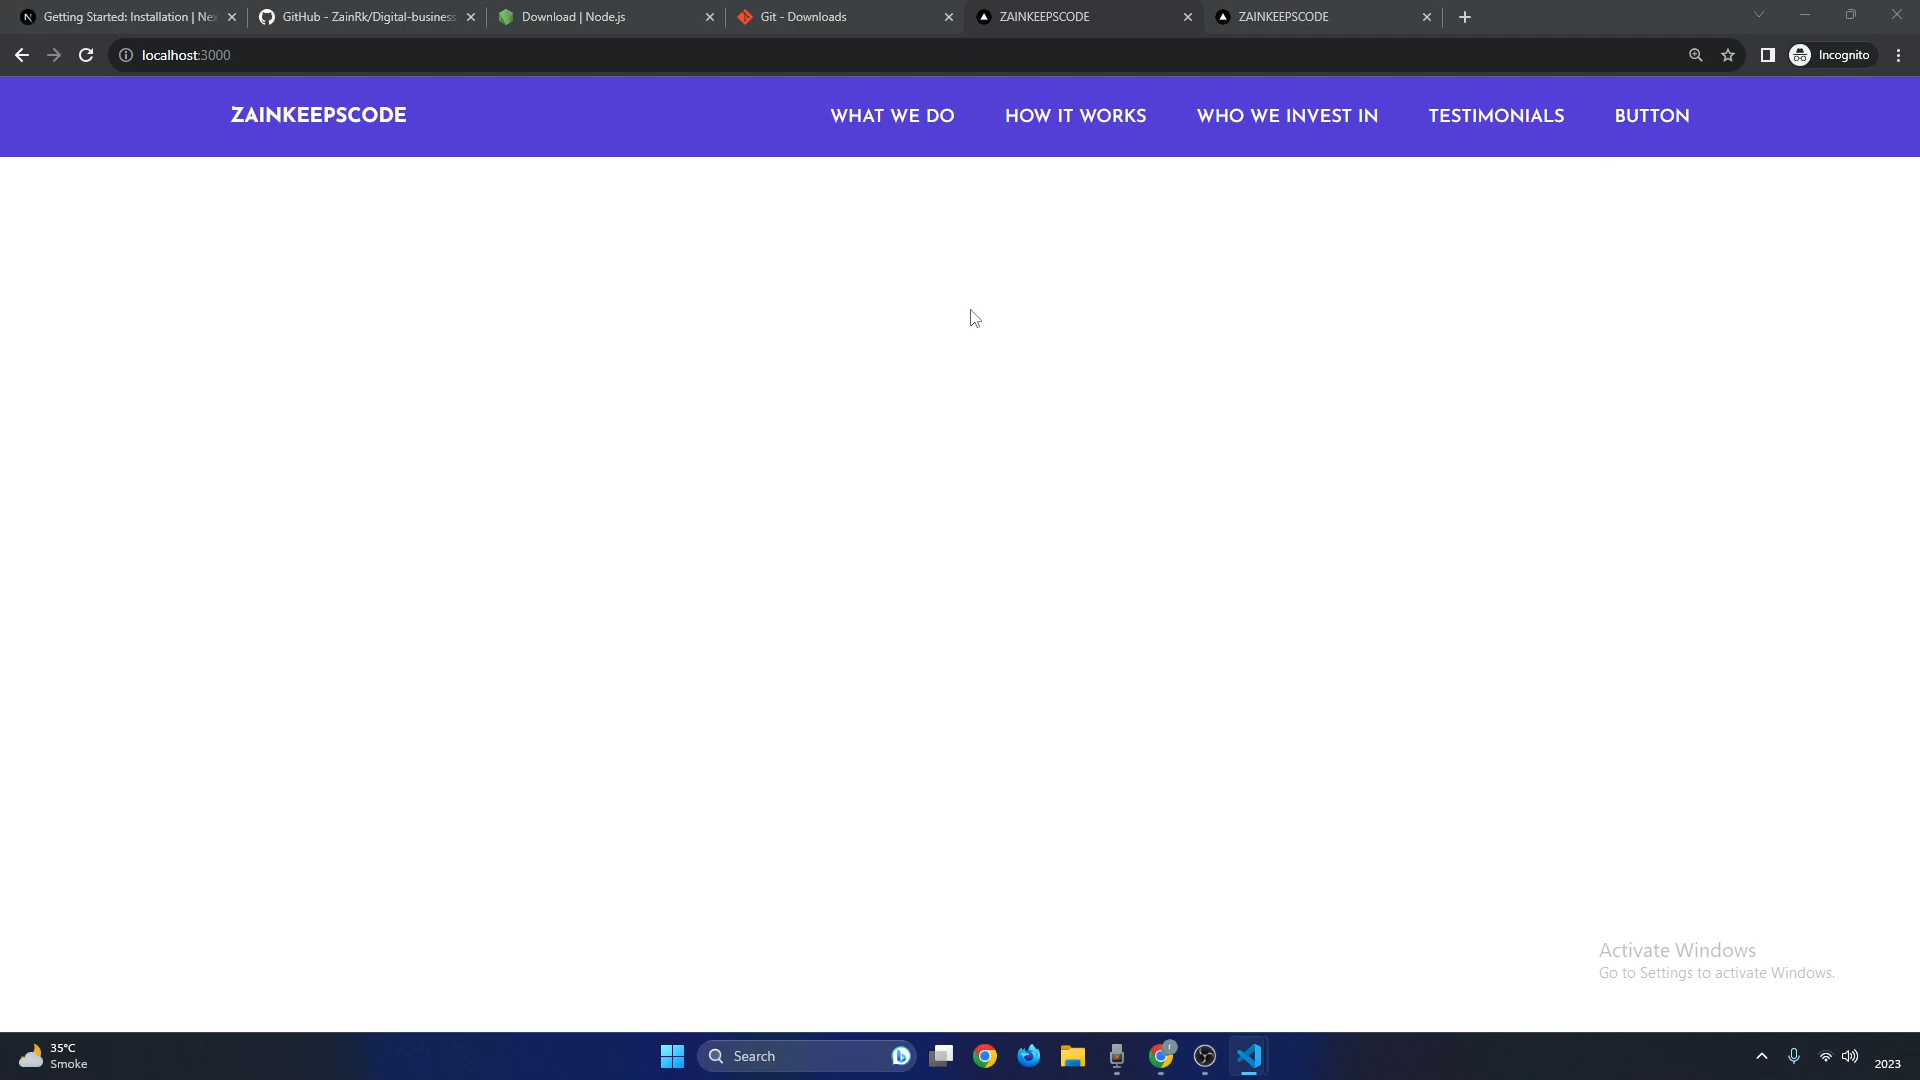 Getting Started: Installation | Nex
GitHub - ZainRk/Digital-business
Download | Node.js
Git - Downloads
ZAINKEEPSCODE
ZAINKEEPSCODE
localhost:3000
Incognito
ZAINKEEPSCODE
WHAT WE DO
HOW IT WORKS
WHO WE INVEST IN
TESTIMONIALS
BUTTON
Activate Windows
Go to Settings to activate Windows.
35°C
Smoke
Search
2023